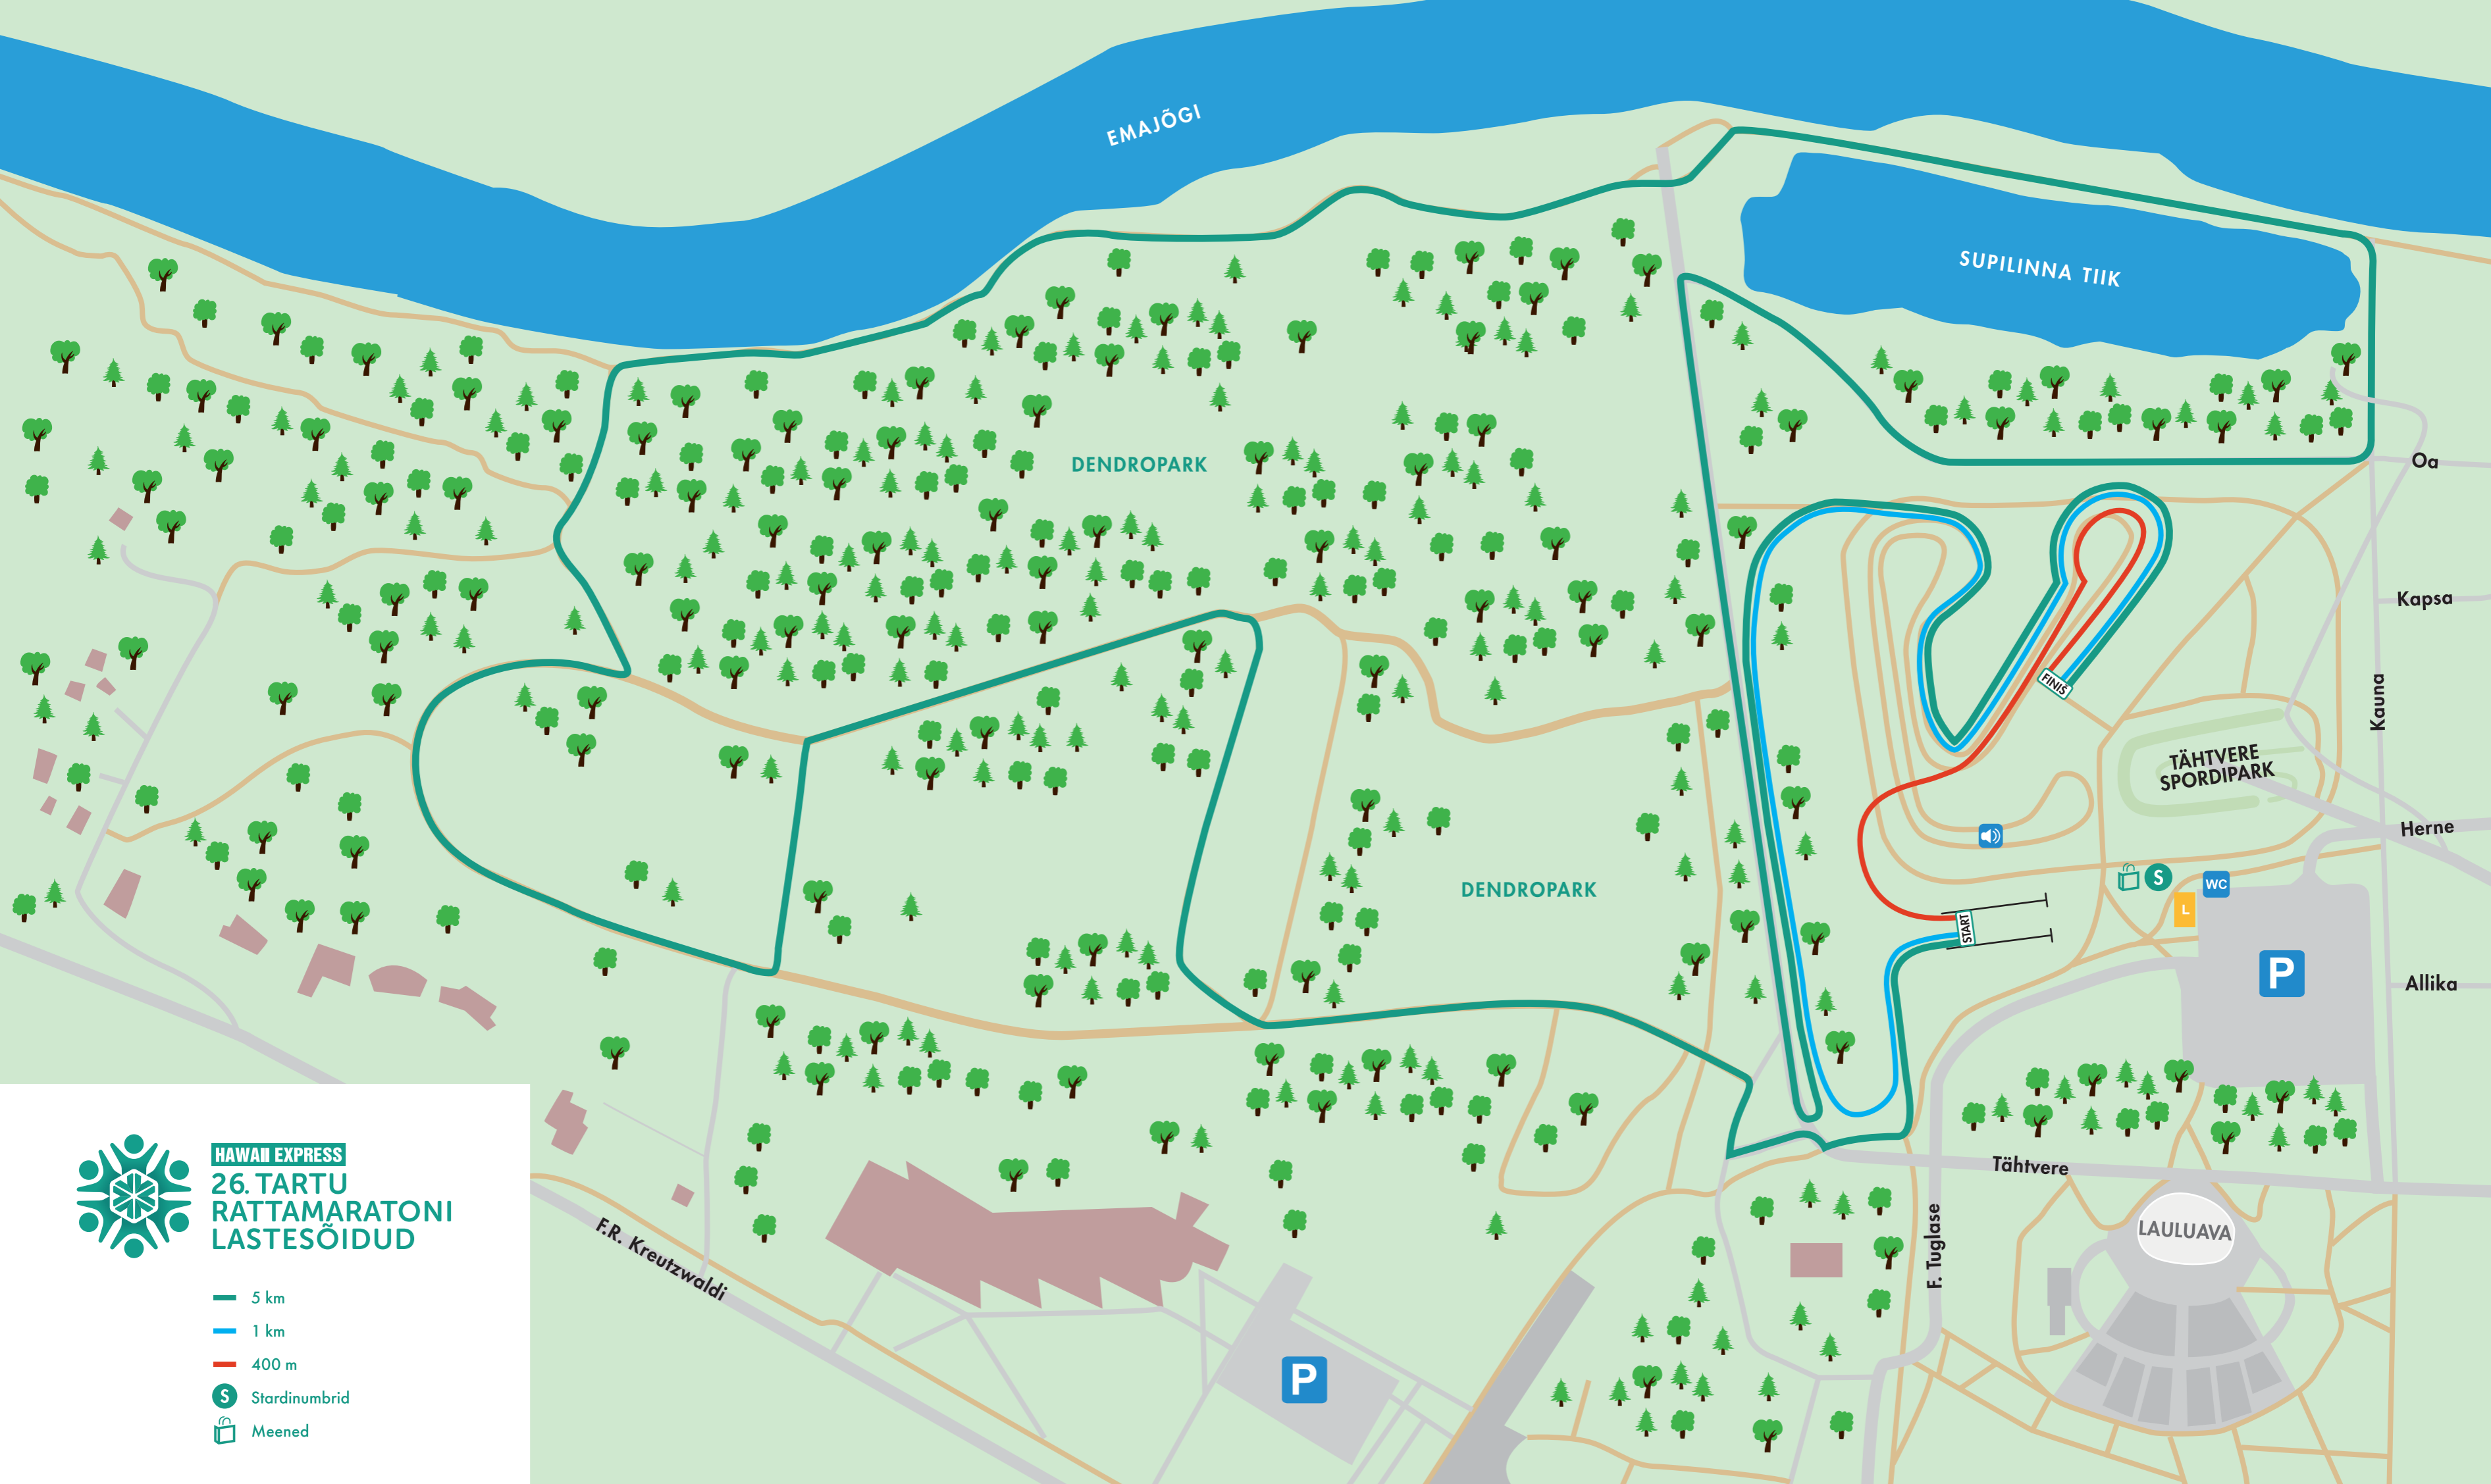 EMAJÕGI
SUPILINNA TIIK
DENDROPARK
Oa
Kapsa
FINIŠ
Kauna
TÄHTVERE
SPORDIPARK
Herne
S
WC
L
DENDROPARK
START
P
Allika
Tähtvere
F. Tuglase
LAULUAVA
F.R. Kreutzwaldi
P
HAWAII EXPRESS
26. TARTU
RATTAMARATONI
LASTESÕIDUD
5 km
1 km
400 m
S Stardinumbrid
Meened